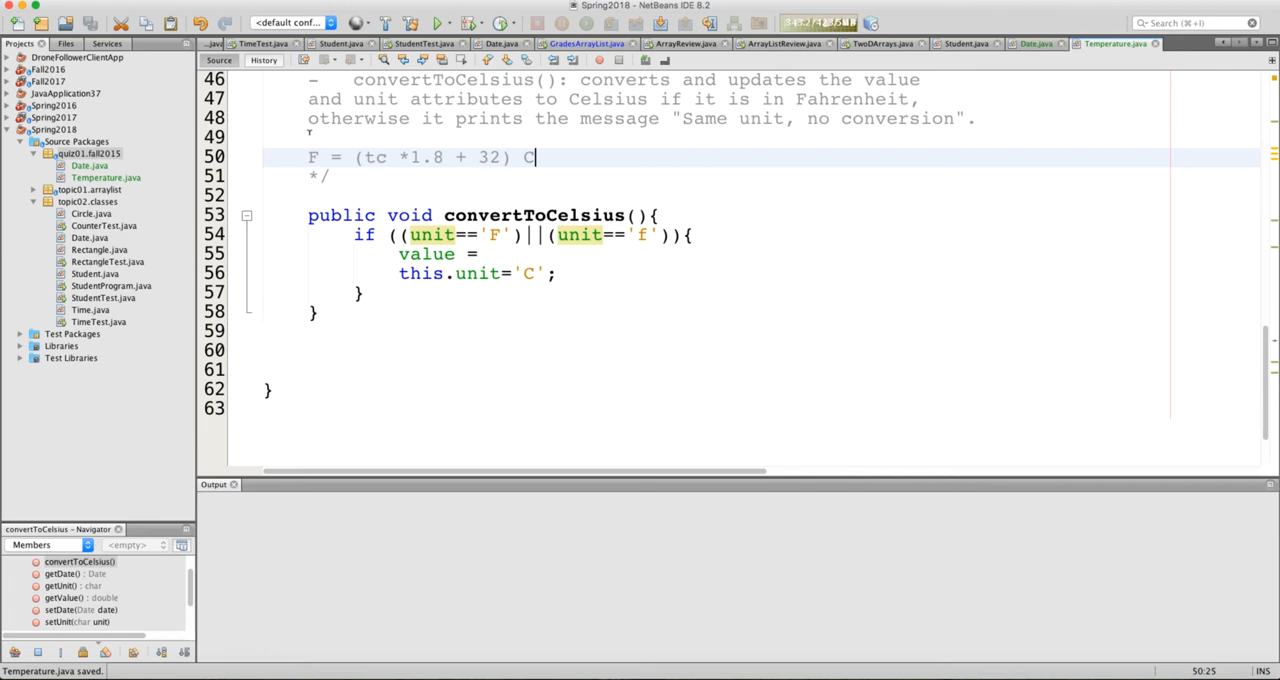 Spring2018 - NetBeans IDE 8.2
<default conf...
Search (⌘+I)
Projects Files Services
...java TimeTest.java Student.java StudentTest.java Date.java GradesArrayList.java ArrayReview.java ArrayListReview.java TwoDArrays.java Student.java Date.java Temperature.java
Source History
DroneFollowerClientApp
Fall2016
Fall2017
JavaApplication37
Spring2016
Spring2017
Spring2018
Source Packages
quiz01.fall2015
Date.java
Temperature.java
topic01.arraylist
topic02.classes
Circle.java
CounterTest.java
Date.java
Rectangle.java
RectangleTest.java
Student.java
StudentProgram.java
StudentTest.java
Time.java
TimeTest.java
Test Packages
Libraries
Test Libraries
46 - convertToCelsius(): converts and updates the value
47 and unit attributes to Celsius if it is in Fahrenheit,
48 otherwise it prints the message "Same unit, no conversion".
49
50 F = (tc *1.8 + 32) C
51 */
52
53 public void convertToCelsius(){
54 if ((unit=='F')||(unit=='f')){
55 value =
56 this.unit='C';
57 }
58 }
59
60
61
62 }
63
Output
convertToCelsius - Navigator
Members <empty>
convertToCelsius()
getDate() : Date
getUnit() : char
getValue() : double
setDate(Date date)
setUnit(char unit)
Temperature.java saved.
50:25 INS